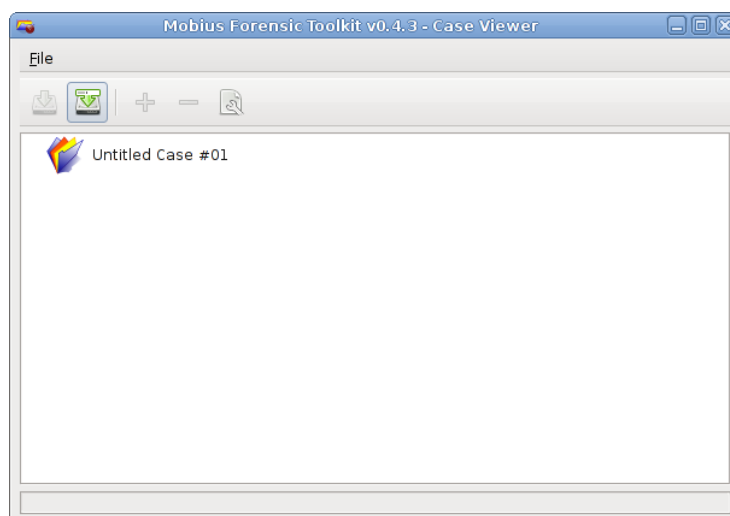 Mobius Forensic Toolkit v0.4.3 - Case Viewer
File
Untitled Case #01